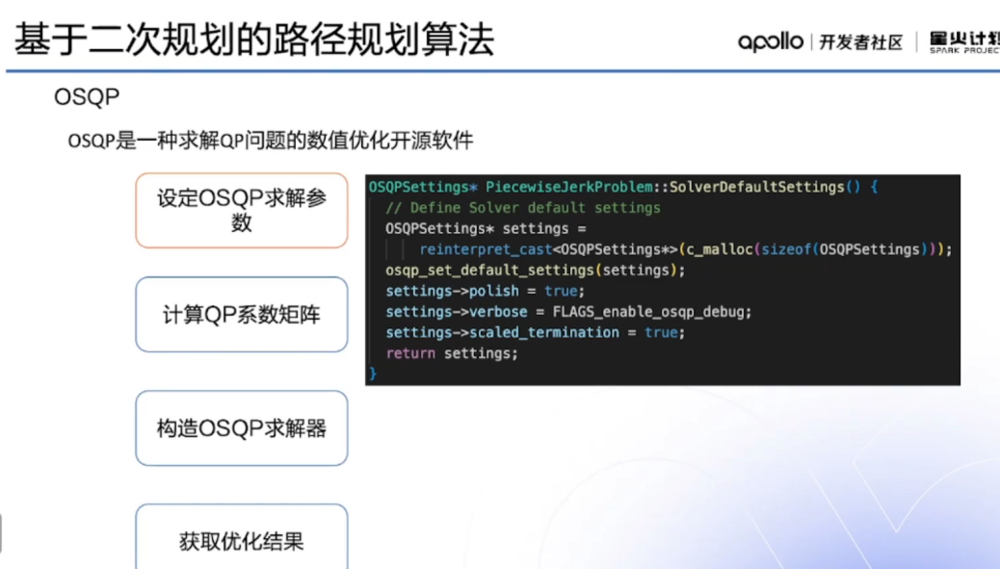 基于二次规划的路径规划算法
apollo 开发者社区 星火计划
SPARK PROJEC
OSQP
OSQP是一种求解QP问题的数值优化开源软件
设定OSQP求解参
数
计算QP系数矩阵
构造OSQP求解器
获取优化结果
OSQPSettings* PiecewiseJerkProblem::SolverDefaultSettings() {
// Define Solver default settings
OSQPSettings* settings =
reinterpret_cast<OSQPSettings*>(c_malloc(sizeof(OSQPSettings)));
osqp_set_default_settings(settings);
settings->polish = true;
settings->verbose = FLAGS_enable_osqp_debug;
settings->scaled_termination = true;
return settings;
}